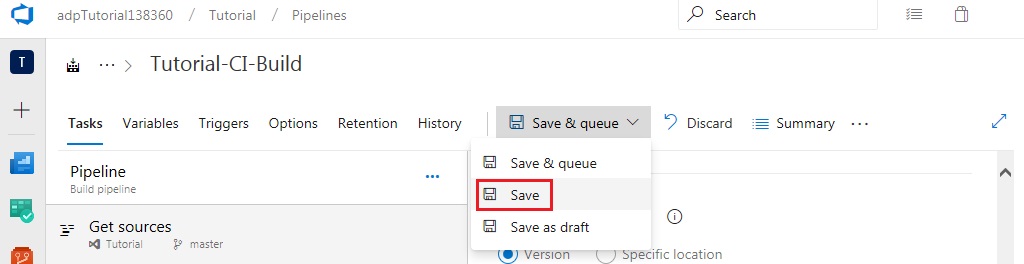 adpTutorial138360 / Tutorial / Pipelines
Search
T
... > Tutorial-CI-Build
Tasks Variables Triggers Options Retention History Save & queue Discard Summary ...
Save & queue
Save
Save as draft
Pipeline
Build pipeline
...
Get sources
Tutorial master
Version Specific location